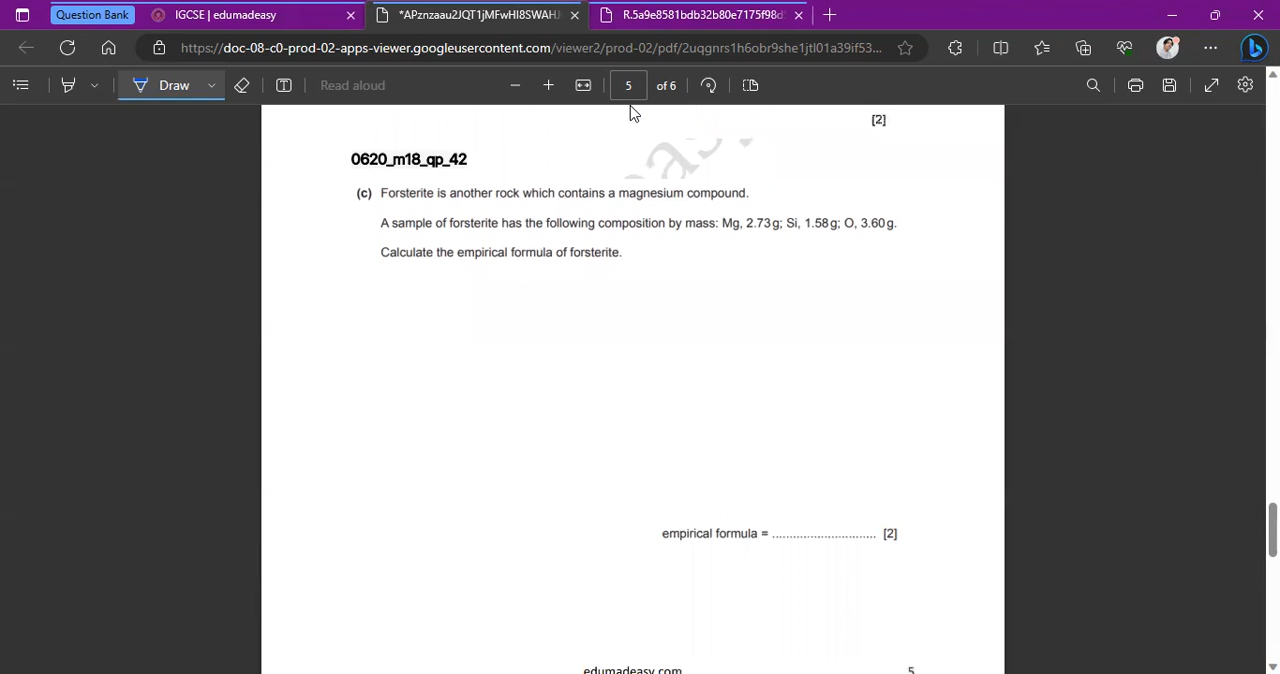 Question Bank
IGCSE | edumadeasy
*APznzaau2JQT1jMFwHI8SWAHJ
R.5a9e8581bdb32b80e7175f98d
https://doc-08-c0-prod-02-apps-viewer.googleusercontent.com/viewer2/prod-02/pdf/2uqgnrs1h6obr9she1jtl01a39if53...
Draw
Read aloud
5 of 6
[2]
0620_m18_qp_42
(c) Forsterite is another rock which contains a magnesium compound.
A sample of forsterite has the following composition by mass: Mg, 2.73 g; Si, 1.58 g; O, 3.60 g.
Calculate the empirical formula of forsterite.
empirical formula = .............................. [2]
edumadeasy.com 5